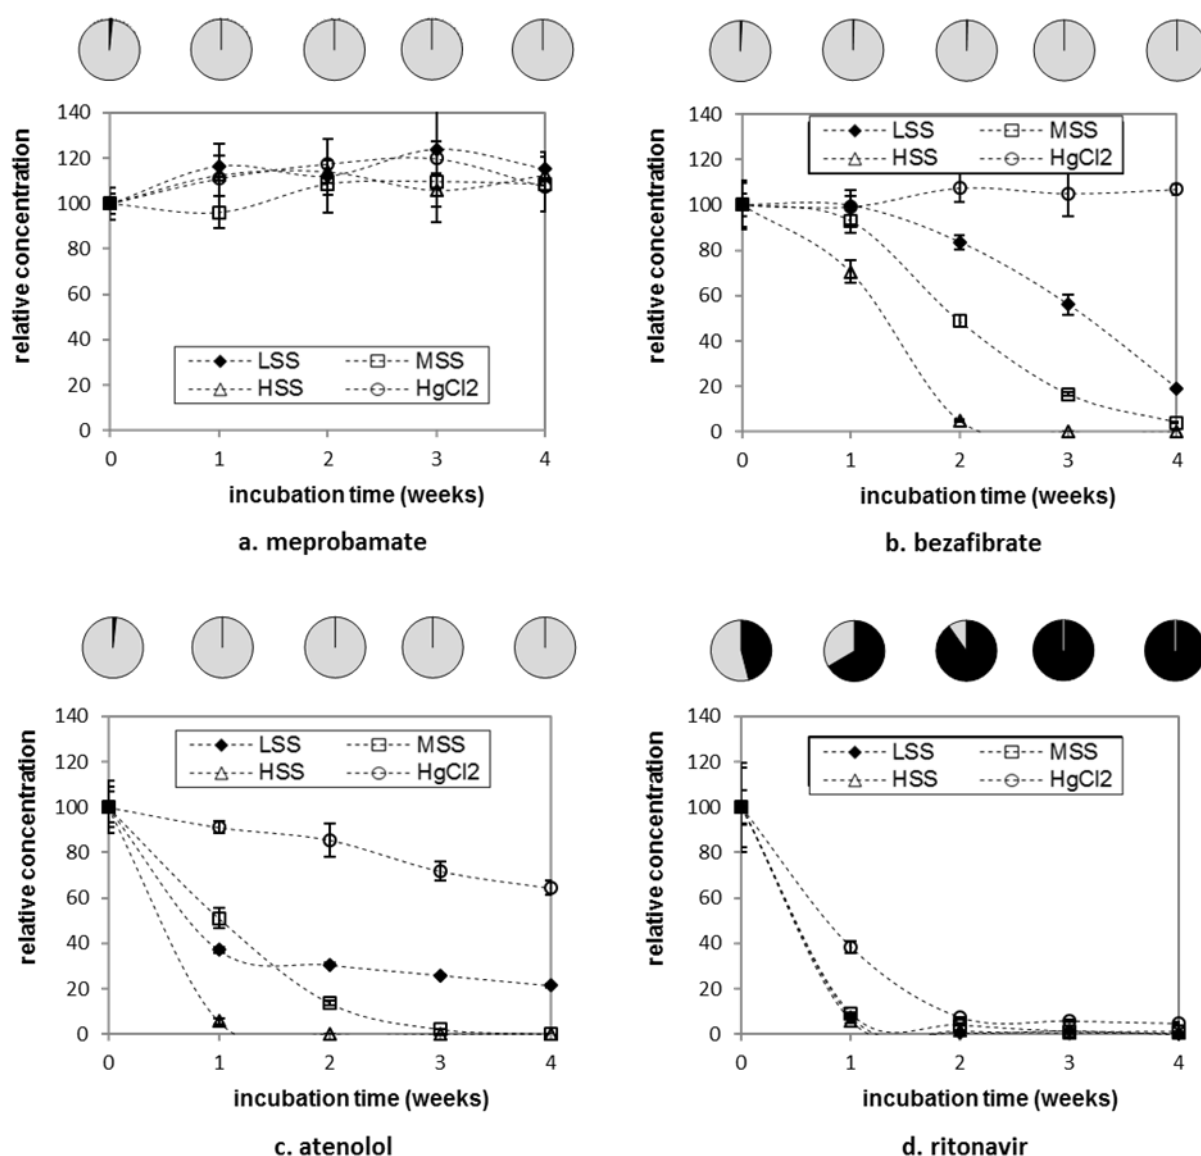 140
120
100
80
60
40
20
0
relative concentration
LSS MSS
HSS HgCl2
0 1 2 3 4
incubation time (weeks)
a. meprobamate
140
120
100
80
60
40
20
0
relative concentration
LSS MSS
HSS HgCl2
0 1 2 3 4
incubation time (weeks)
b. bezafibrate
140
120
100
80
60
40
20
0
relative concentration
LSS MSS
HSS HgCl2
0 1 2 3 4
incubation time (weeks)
c. atenolol
140
120
100
80
60
40
20
0
relative concentration
LSS MSS
HSS HgCl2
0 1 2 3 4
incubation time (weeks)
d. ritonavir